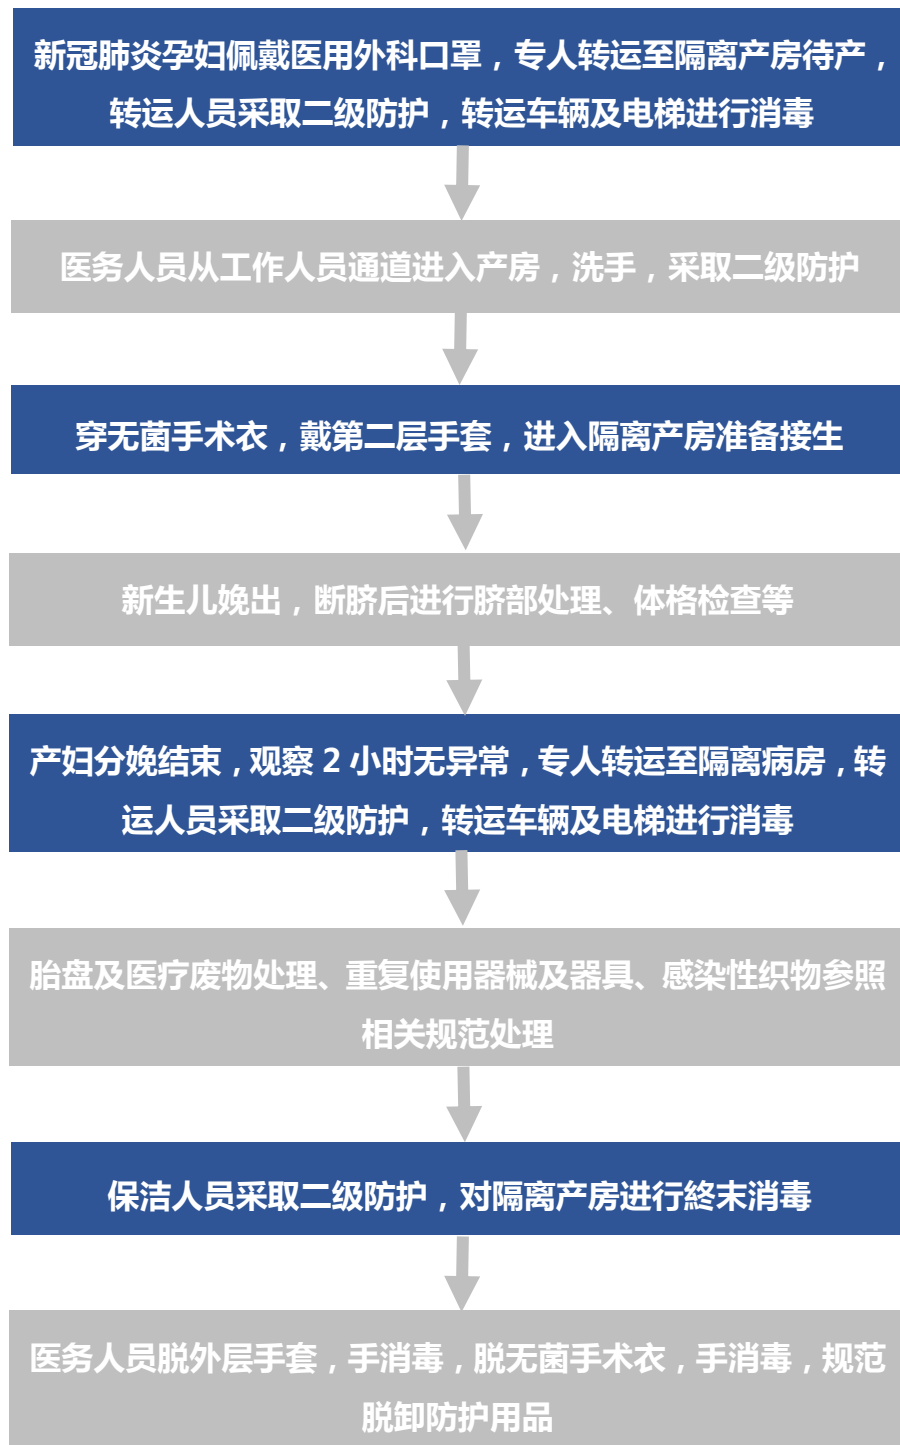 新冠肺炎孕妇佩戴医用外科口罩，专人转运至隔离产房待产，
转运人员采取二级防护，转运车辆及电梯进行消毒
医务人员从工作人员通道进入产房，洗手，采取二级防护
穿无菌手术衣，戴第二层手套，进入隔离产房准备接生
新生儿娩出，断脐后进行脐部处理、体格检查等
产妇分娩结束，观察 2 小时无异常，专人转运至隔离病房，转
运人员采取二级防护，转运车辆及电梯进行消毒
胎盘及医疗废物处理、重复使用器械及器具、感染性织物参照
相关规范处理
保洁人员采取二级防护，对隔离产房进行終末消毒
医务人员脱外层手套，手消毒，脱无菌手术衣，手消毒，规范
脱卸防护用品